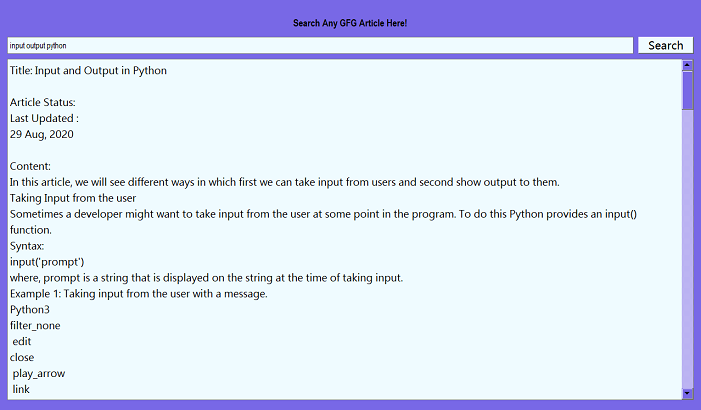 Search Any GFG Article Here!
input output python
Search
Title: Input and Output in Python
Article Status:
Last Updated :
29 Aug, 2020
Content:
In this article, we will see different ways in which first we can take input from users and second show output to them.
Taking Input from the user
Sometimes a developer might want to take input from the user at some point in the program. To do this Python provides an input()
function.
Syntax:
input('prompt')
where, prompt is a string that is displayed on the string at the time of taking input.
Example 1: Taking input from the user with a message.
Python3
filter_none
edit
close
play_arrow
link